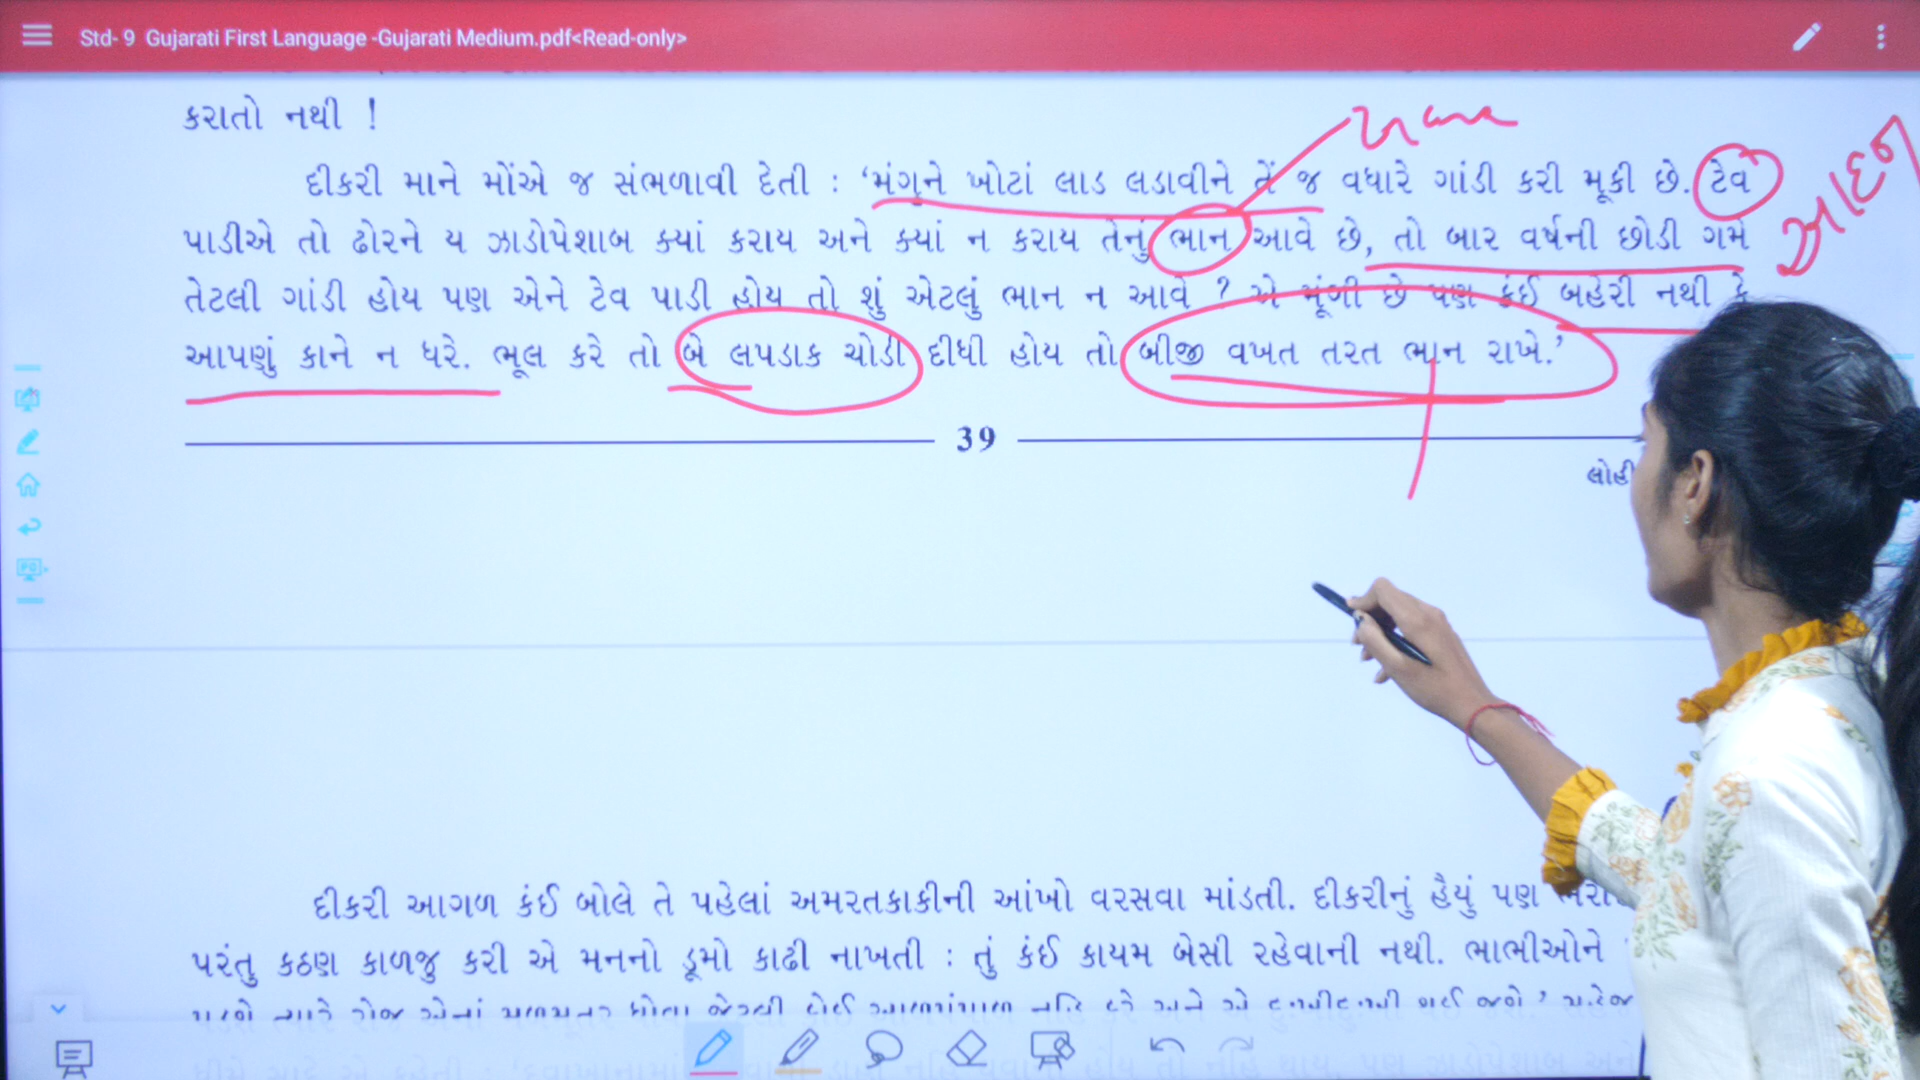 Std- 9 Gujarati First Language -Gujarati Medium.pdf<Read-only>
કરાતો નથી !
દીકરી માને મોંએ જ સંભળાવી દેતી : ‘મંગુને ખોટાં લાડ લડાવીને તેં જ વધારે ગાંડી કરી મૂકી છે. ટેવ
પાડીએ તો ઢોરને ય ઝાડોપેશાબ ક્યાં કરાય અને ક્યાં ન કરાય તેનું ભાન આવે છે, તો બાર વર્ષની છોડી ગમે
આદત
તેટલી ગાંડી હોય પણ એને ટેવ પાડી હોય તો શું એટલું ભાન ન આવે ? એ મૂંગી છે પણ કંઈ બહેરી નથી કે
આપણું કાને ન ધરે. ભૂલ કરે તો બે લપડાક ચોડી દીધી હોય તો બીજી વખત તરત ભાન રાખે.’
39
દીકરી આગળ કંઈ બોલે તે પહેલાં અમરતકાકીની આંખો વરસવા માંડતી. દીકરીનું હૈયું પણ
પરંતુ કઠણ કાળજુ કરી એ મનનો ડૂમો કાઢી નાખતી : તું કંઈ કાયમ બેસી રહેવાની નથી. ભાભીઓને